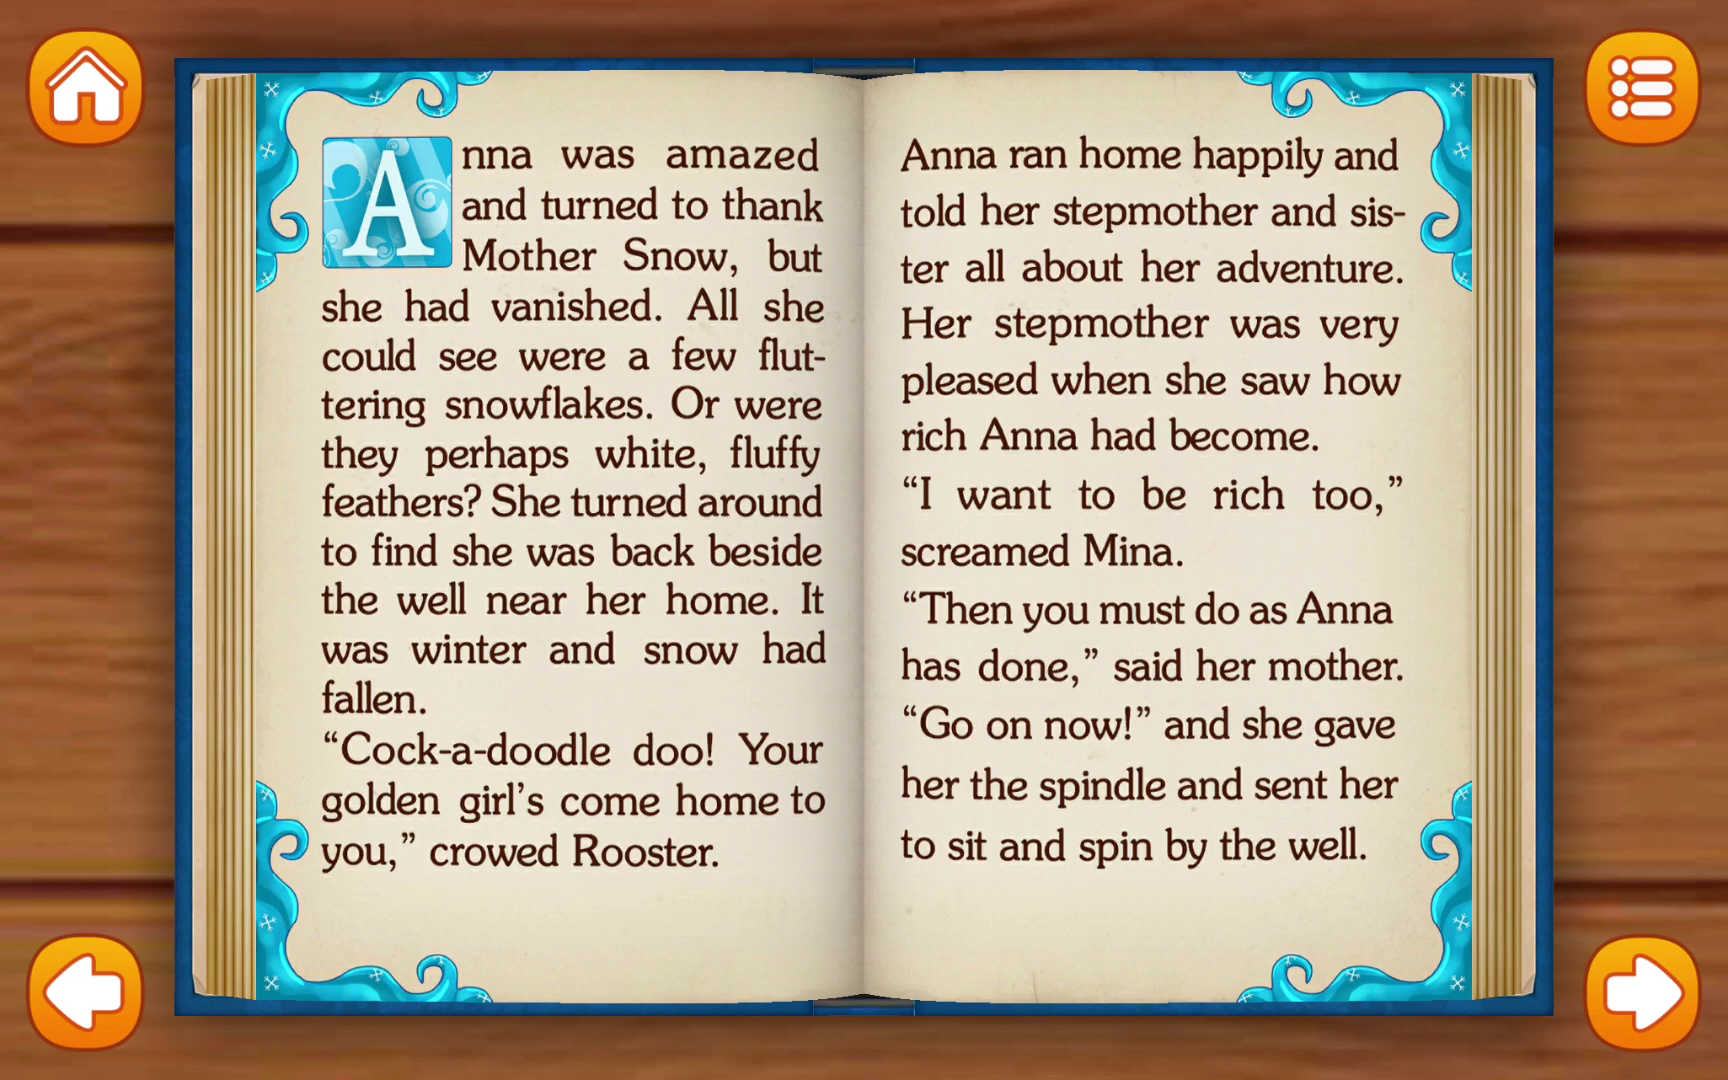 Anna was amazed
and turned to thank
Mother Snow, but
she had vanished. All she
could see were a few flut-
tering snowflakes. Or were
they perhaps white, fluffy
feathers? She turned around
to find she was back beside
the well near her home. It
was winter and snow had
fallen.
“Cock-a-doodle doo! Your
golden girl’s come home to
you,” crowed Rooster.
Anna ran home happily and
told her stepmother and sis-
ter all about her adventure.
Her stepmother was very
pleased when she saw how
rich Anna had become.
“I want to be rich too,”
screamed Mina.
“Then you must do as Anna
has done,” said her mother.
“Go on now!” and she gave
her the spindle and sent her
to sit and spin by the well.